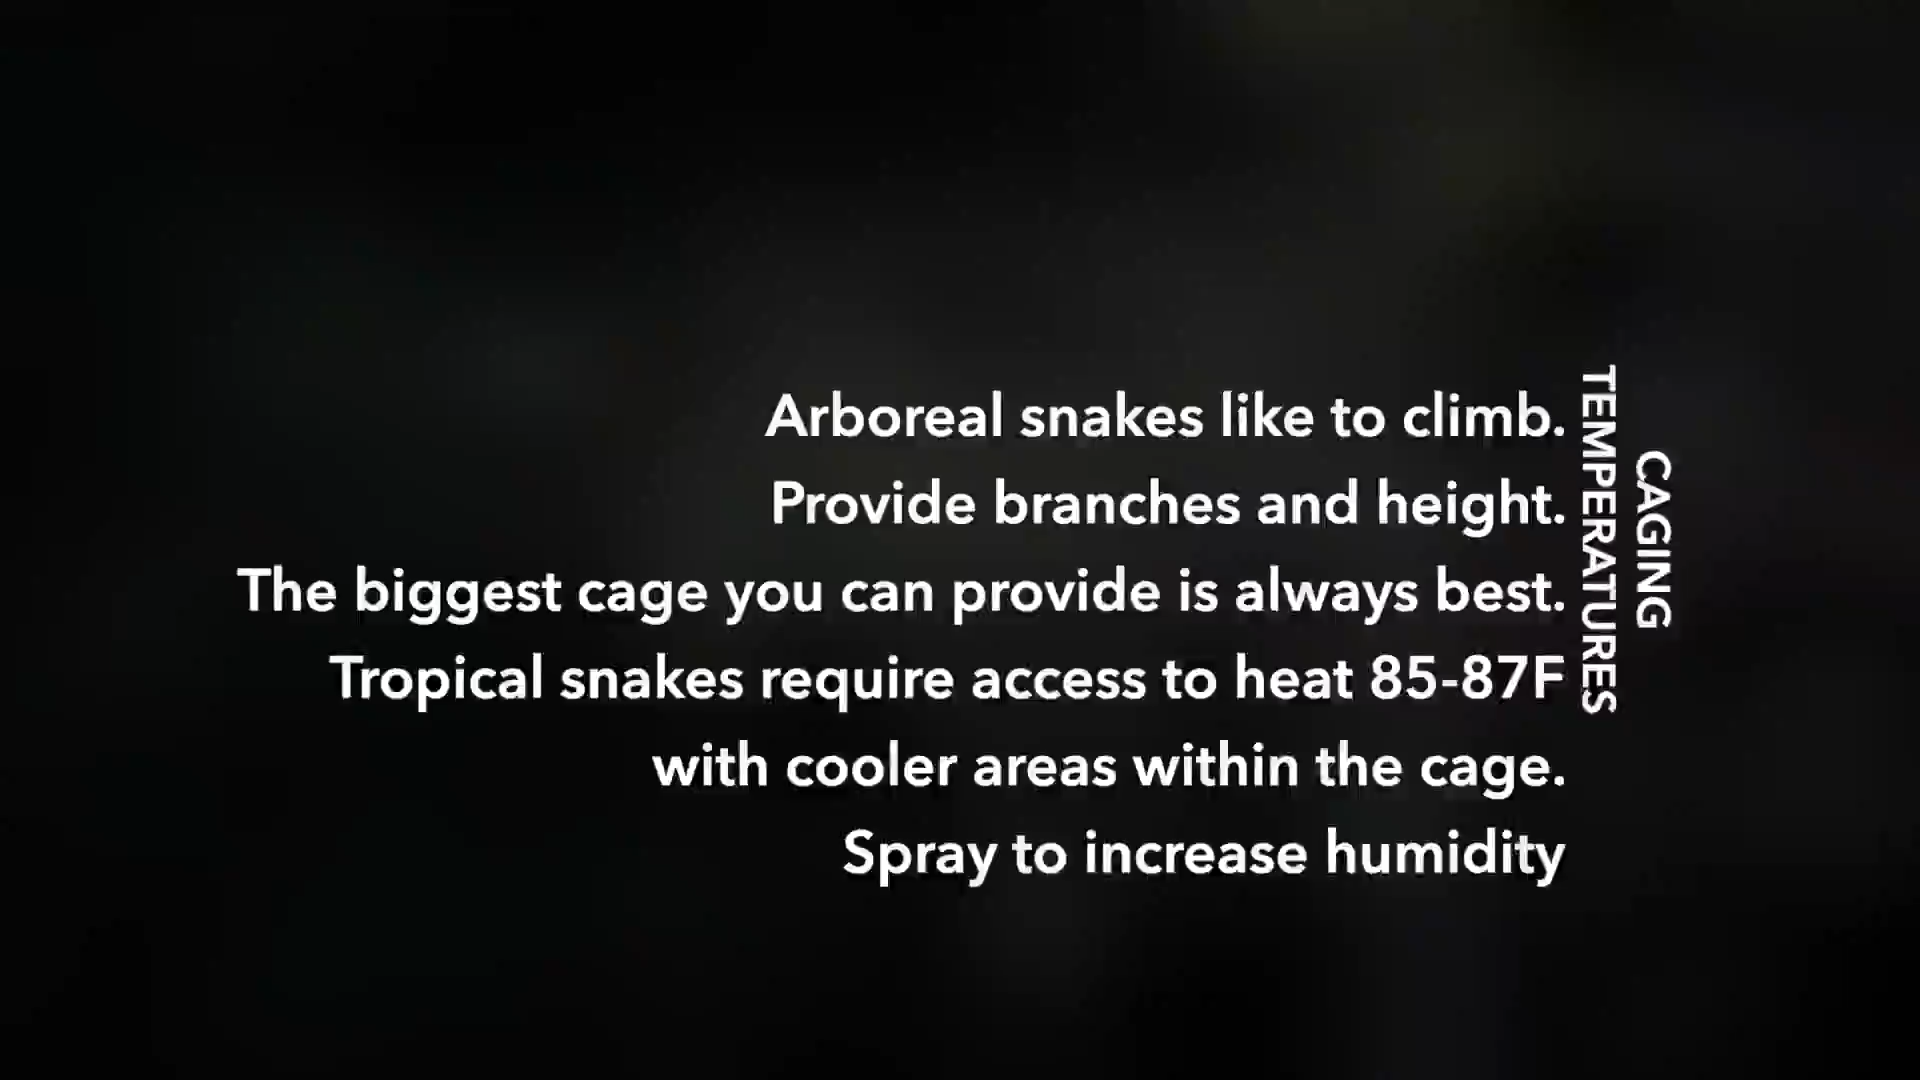 Arboreal snakes like to climb.
Provide branches and height.
The biggest cage you can provide is always best.
Tropical snakes require access to heat 85-87F
with cooler areas within the cage.
Spray to increase humidity
CAGING
TEMPERATURES